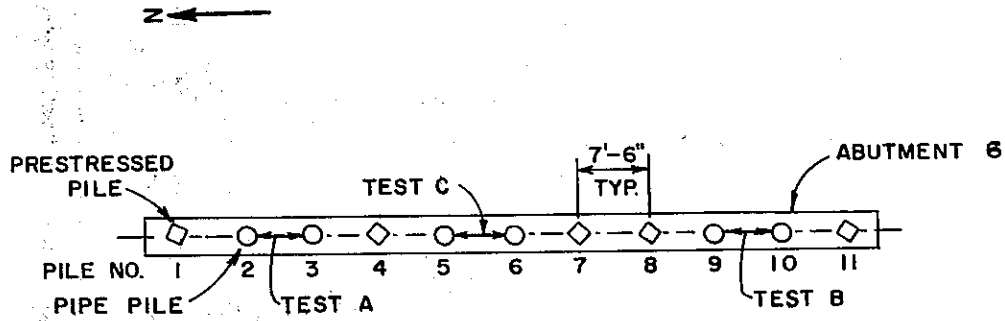 N
PRESTRESSED
PILE
TEST C
7'-6"
TYP.
ABUTMENT 6
PILE NO. 1 2 3 4 5 6 7 8 9 10 11
PIPE PILE
TEST A
TEST B